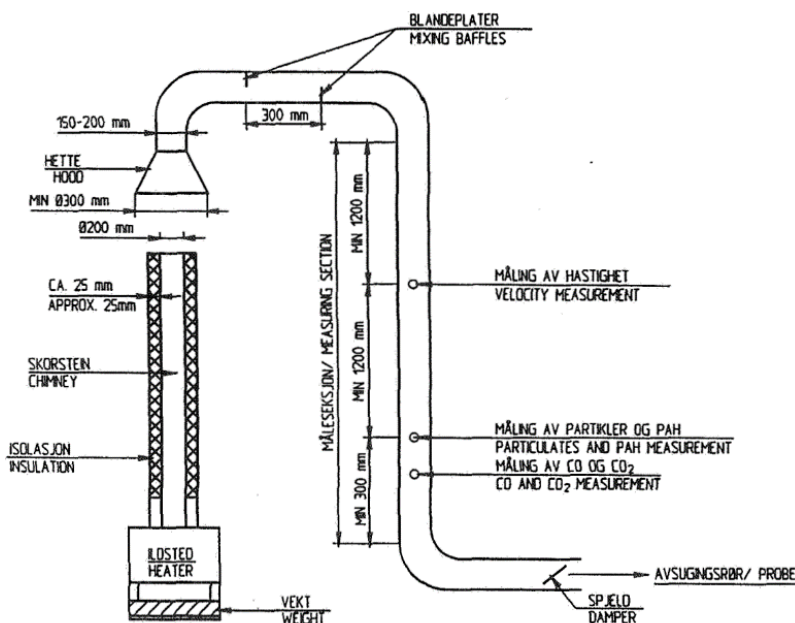 BLANDEPLATER
MIXING BAFFLES
300 mm
150-200 mm
HETTE
HOOD
MIN Ø300 mm
Ø200 mm
CA. 25 mm
APPROX. 25mm
SKORSTEIN
CHIMNEY
ISOLASJON
INSULATION
ILDSTED
HEATER
VEKT
WEIGHT
MÅLESEKSJON/ MEASURING SECTION
MIN 1200 mm
MIN 1200 mm
MIN 300 mm
MÅLING AV HASTIGHET
VELOCITY MEASUREMENT
MÅLING AV PARTIKLER OG PAH
PARTICULATES AND PAH MEASUREMENT
MÅLING AV CO OG CO₂
CO AND CO₂ MEASUREMENT
AVSUGINGSRØR/ PROBE
SPJELD
DAMPER